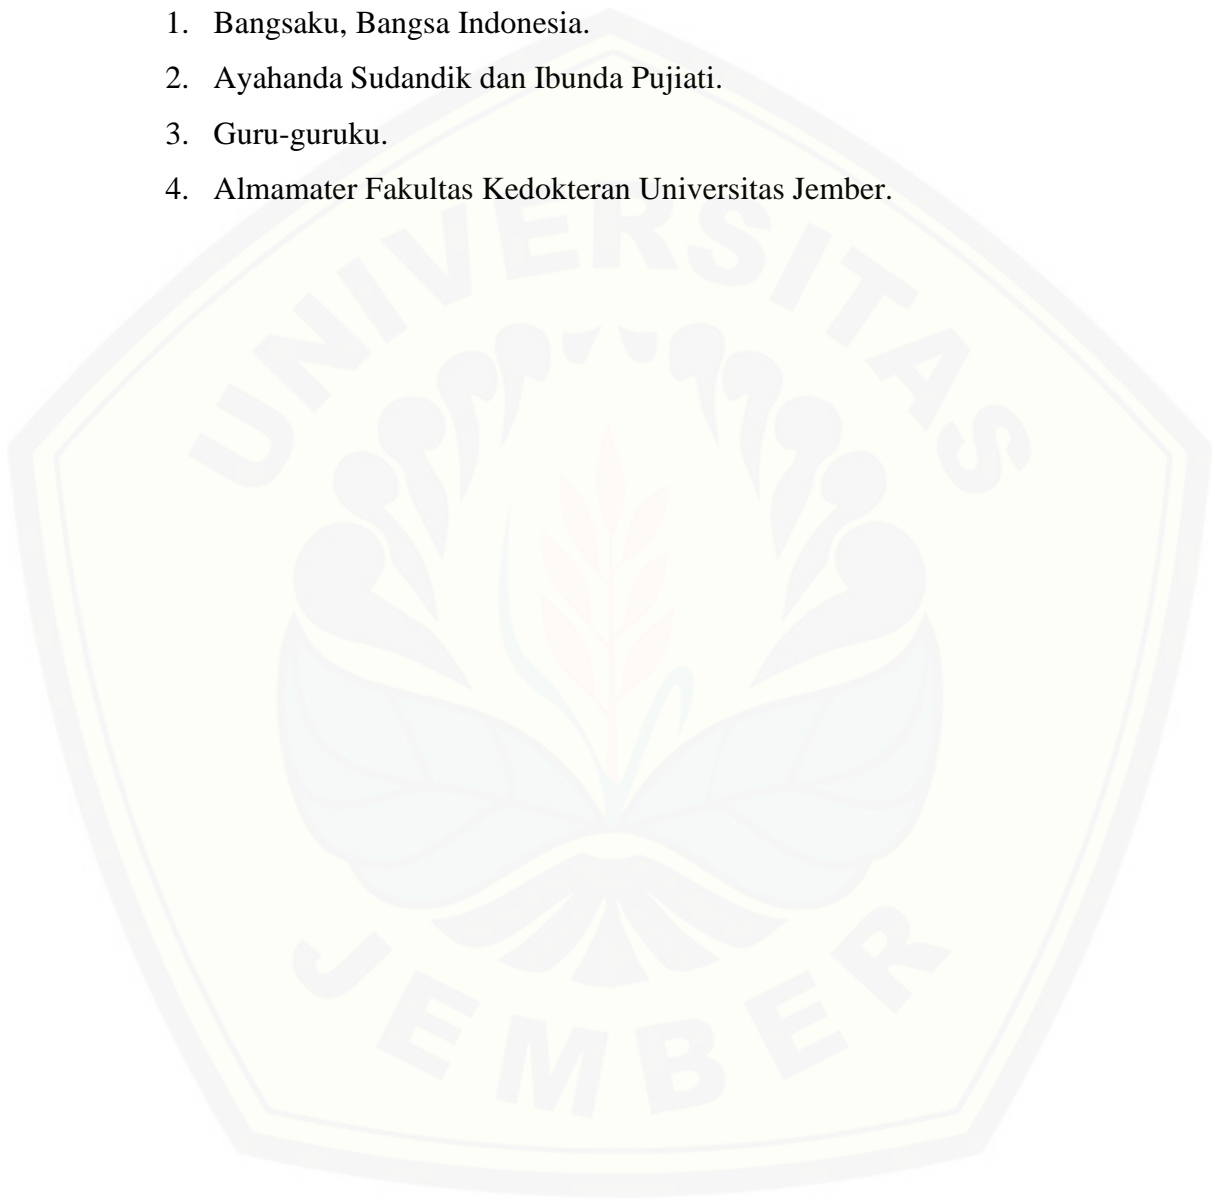 1. Bangsaku, Bangsa Indonesia.
2. Ayahanda Sudandik dan Ibunda Pujiati.
3. Guru-guruku.
4. Almamater Fakultas Kedokteran Universitas Jember.
UNIVERSITAS
JEMBER